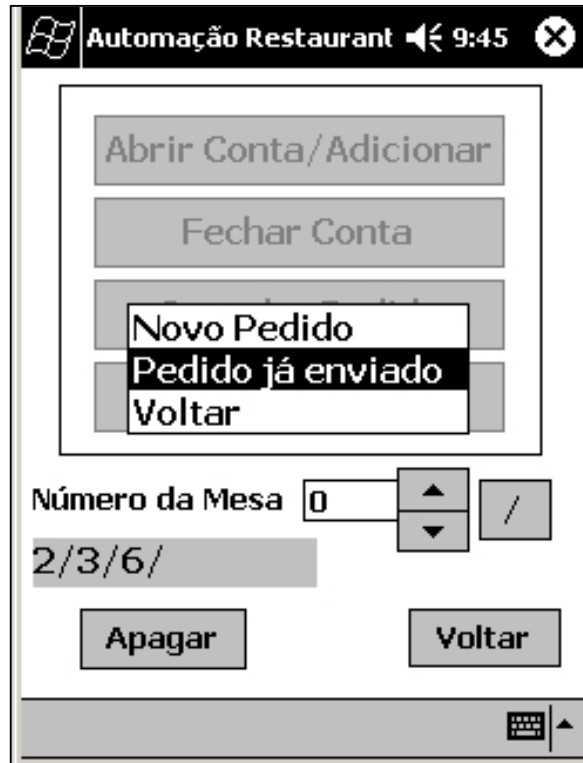 Automação Restaurant 9:45
Abrir Conta/Adicionar
Fechar Conta
Novo Pedido
Pedido já enviado
Voltar
Número da Mesa 0 /
2/3/6/
Apagar Voltar